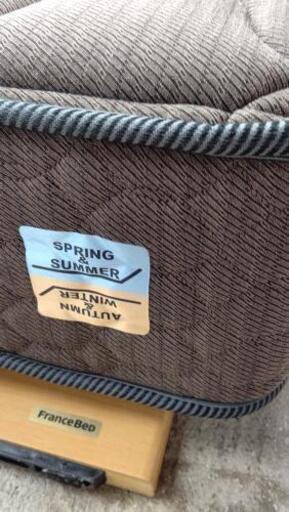 SPRING
&
SUMMER
AUTUMN
&
WINTER
FranceBed